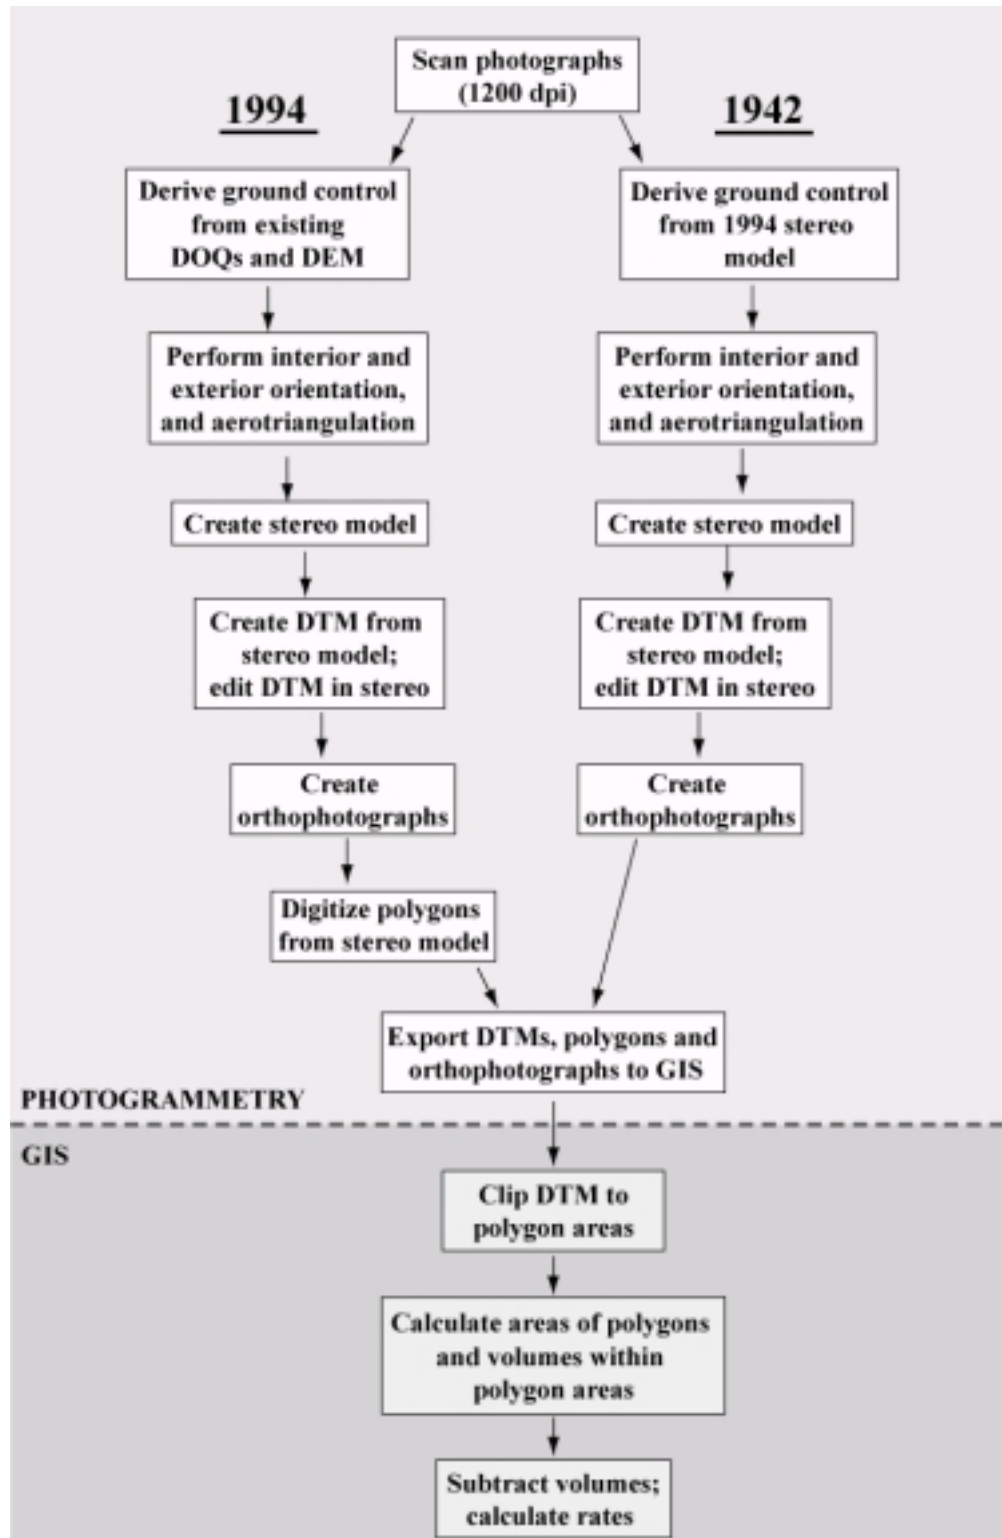 Scan photographs
(1200 dpi)
1994
1942
Derive ground control
from existing
DOQs and DEM
Derive ground control
from 1994 stereo
model
Perform interior and
exterior orientation,
and aerotriangulation
Perform interior and
exterior orientation,
and aerotriangulation
Create stereo model
Create stereo model
Create DTM from
stereo model;
edit DTM in stereo
Create DTM from
stereo model;
edit DTM in stereo
Create
orthophotographs
Create
orthophotographs
Digitize polygons
from stereo model
Export DTMs, polygons and
orthophotographs to GIS
PHOTOGRAMMETRY
GIS
Clip DTM to
polygon areas
Calculate areas of polygons
and volumes within
polygon areas
Subtract volumes;
calculate rates